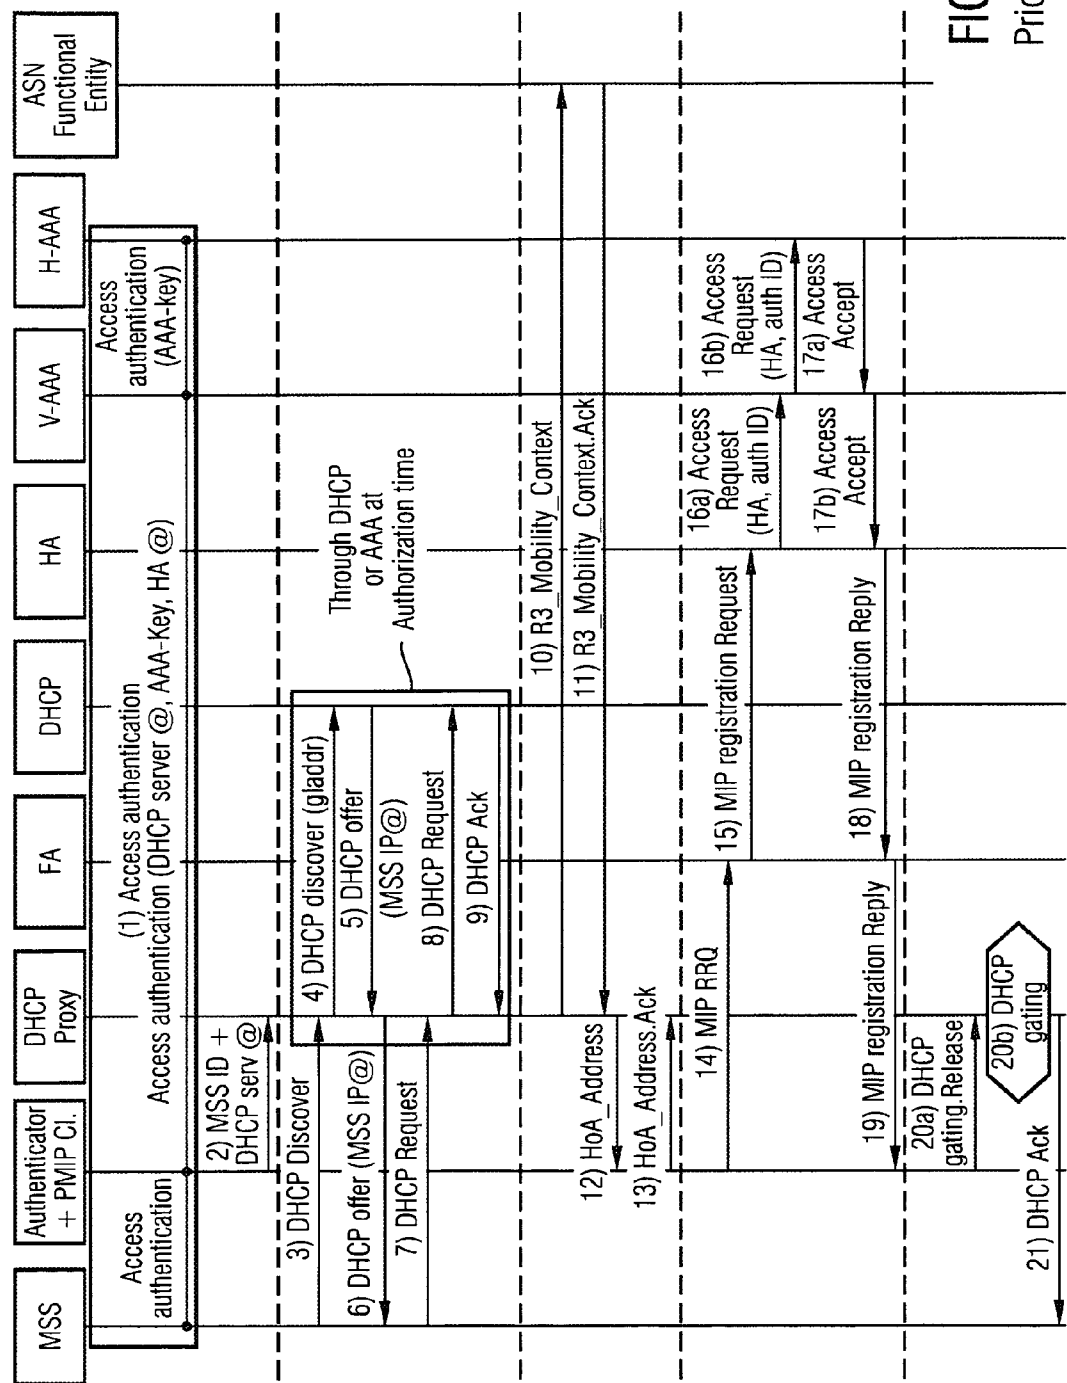 MSS
Authenticator
+ PMIP Cl.
DHCP
Proxy
FA
DHCP
HA
V-AAA
H-AAA
ASN
Functional
Entity
Access
authentication
(1) Access authentication
Access authentication (DHCP server @, AAA-Key, HA @)
Access
authentication
(AAA-key)
2) MSS ID +
DHCP serv @
3) DHCP Discover
4) DHCP discover (gladdr)
5) DHCP offer
(MSS IP@)
6) DHCP offer (MSS IP@)
7) DHCP Request
8) DHCP Request
9) DHCP Ack
Through DHCP
or AAA at
Authorization time
10) R3_Mobility_Context
11) R3_Mobility_Context.Ack
12) HoA_Address
13) HoA_Address.Ack
14) MIP RRQ
15) MIP registration Request
16a) Access
Request
(HA, auth ID)
16b) Access
Request
(HA, auth ID)
17a) Access
Accept
17b) Access
Accept
18) MIP registration Reply
19) MIP registration Reply
20a) DHCP
gating.Release
20b) DHCP
gating
21) DHCP Ack